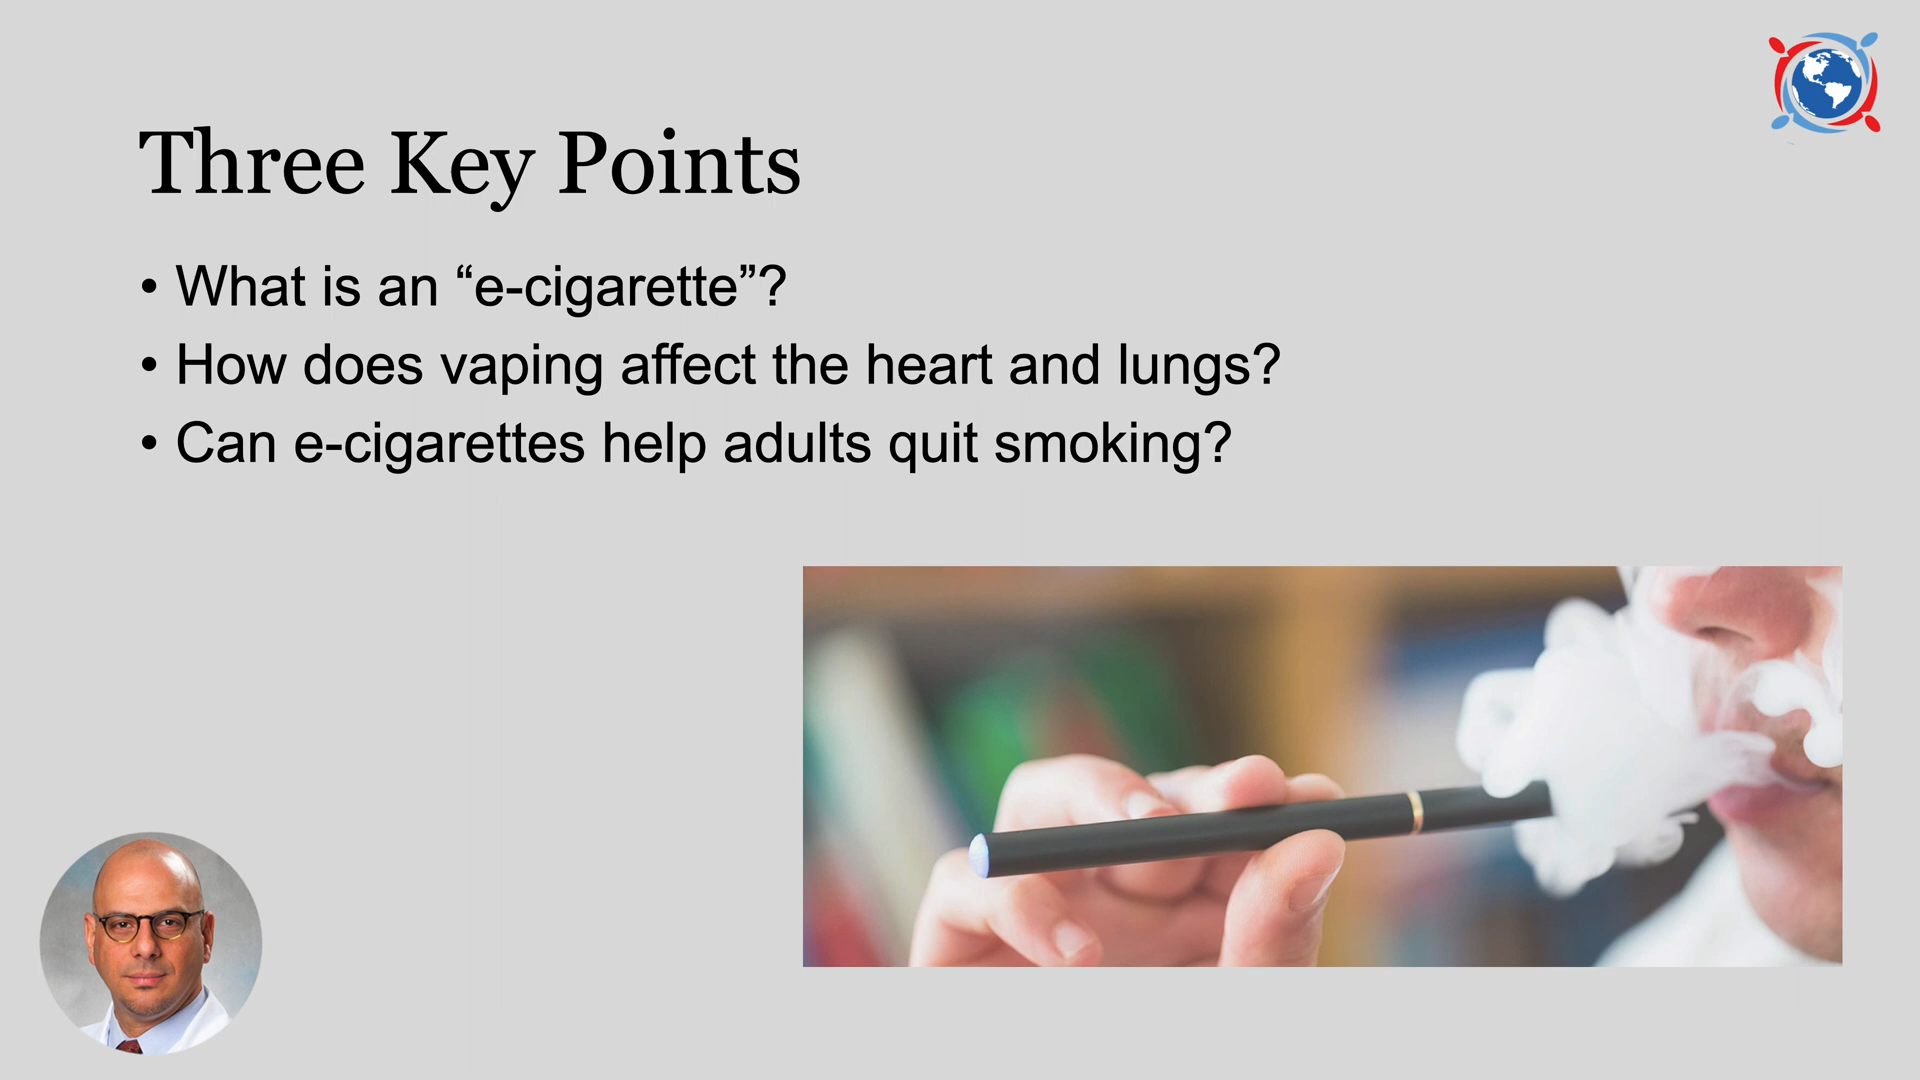 Three Key Points
• What is an “e-cigarette”?
• How does vaping affect the heart and lungs?
• Can e-cigarettes help adults quit smoking?